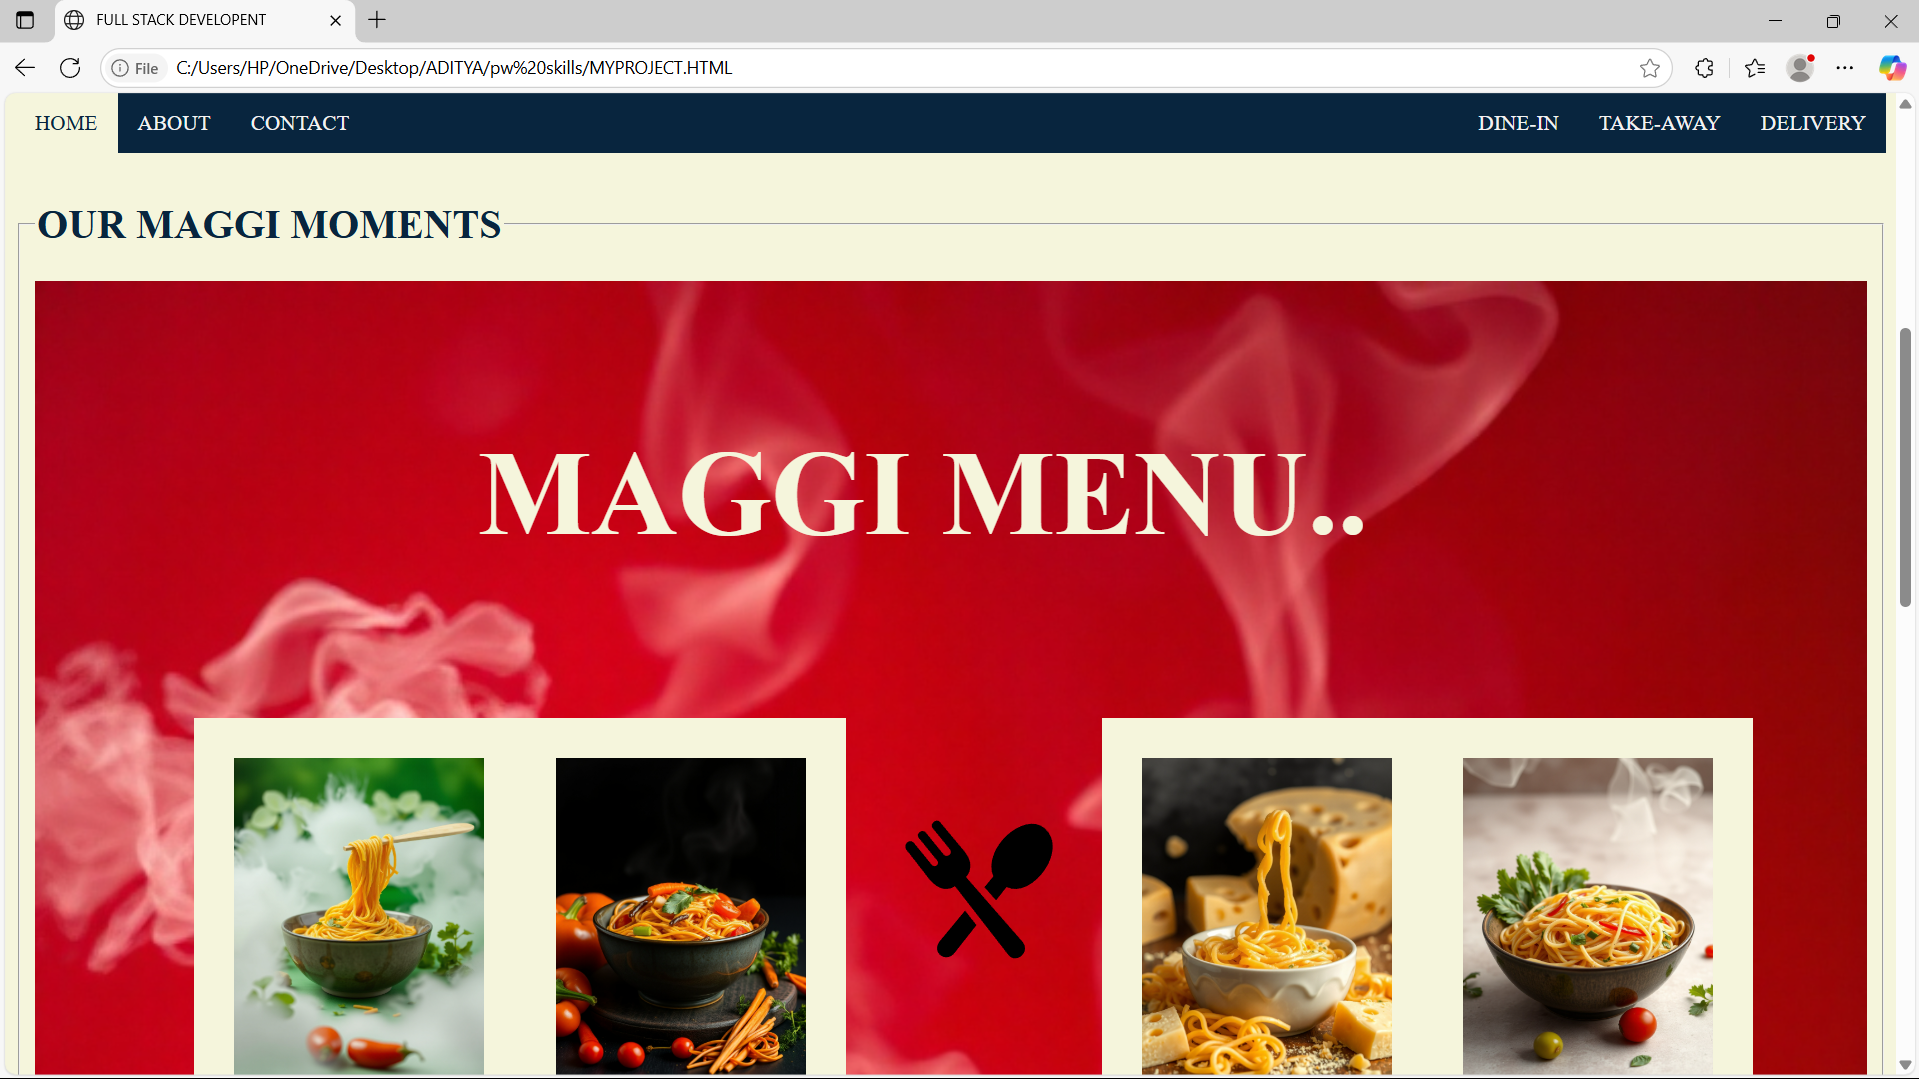 FULL STACK DEVELOPENT
File C:/Users/HP/OneDrive/Desktop/ADITYA/pw%20skills/MYPROJECT.HTML
HOME ABOUT CONTACT DINE-IN TAKE-AWAY DELIVERY
OUR MAGGI MOMENTS
MAGGI MENU..